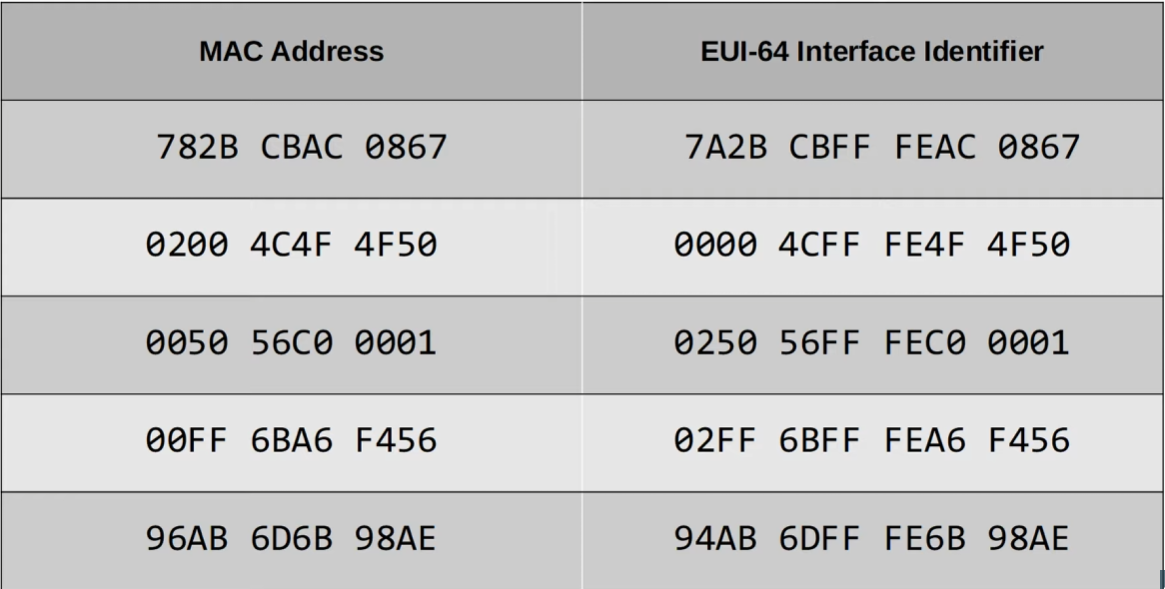 MAC Address EUI-64 Interface Identifier
782B CBAC 0867 7A2B CBFF FEAC 0867
0200 4C4F 4F50 0000 4CFF FE4F 4F50
0050 56C0 0001 0250 56FF FEC0 0001
00FF 6BA6 F456 02FF 6BFF FEA6 F456
96AB 6D6B 98AE 94AB 6DFF FE6B 98AE